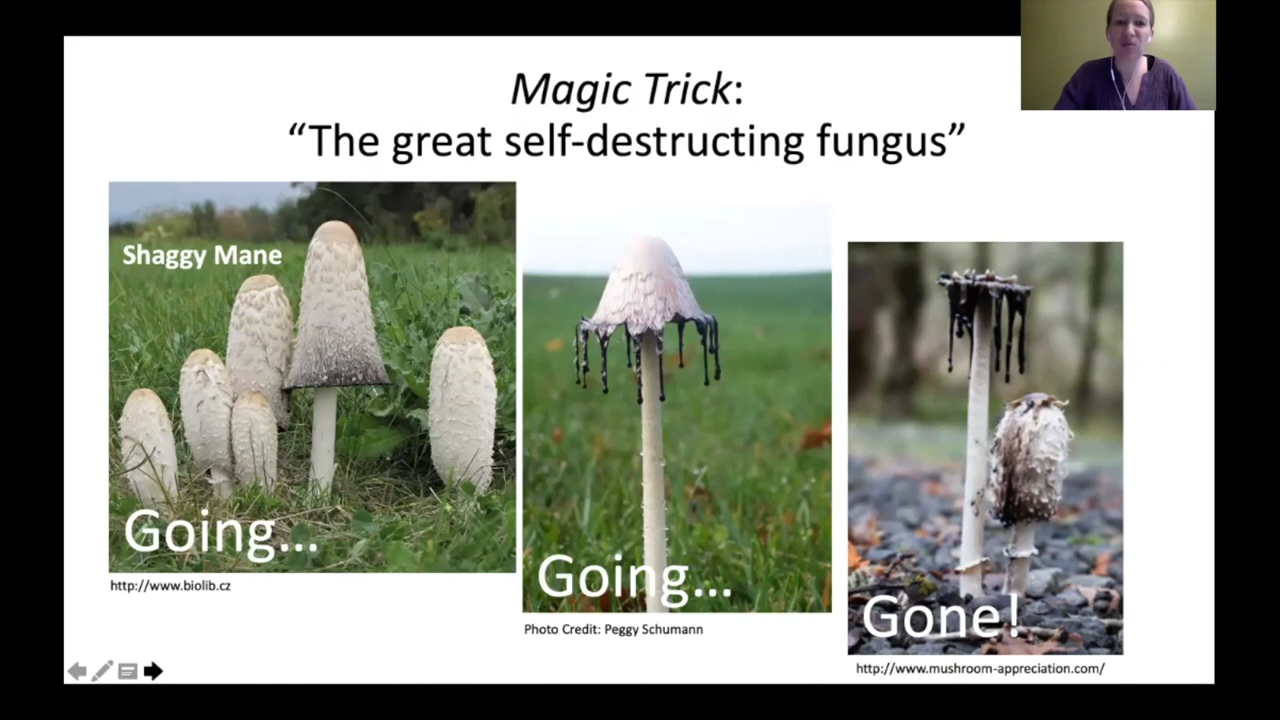 Magic Trick:
“The great self-destructing fungus”
Shaggy Mane
Going...
http://www.biolib.cz
Going...
Photo Credit: Peggy Schumann
Gone!
http://www.mushroom-appreciation.com/